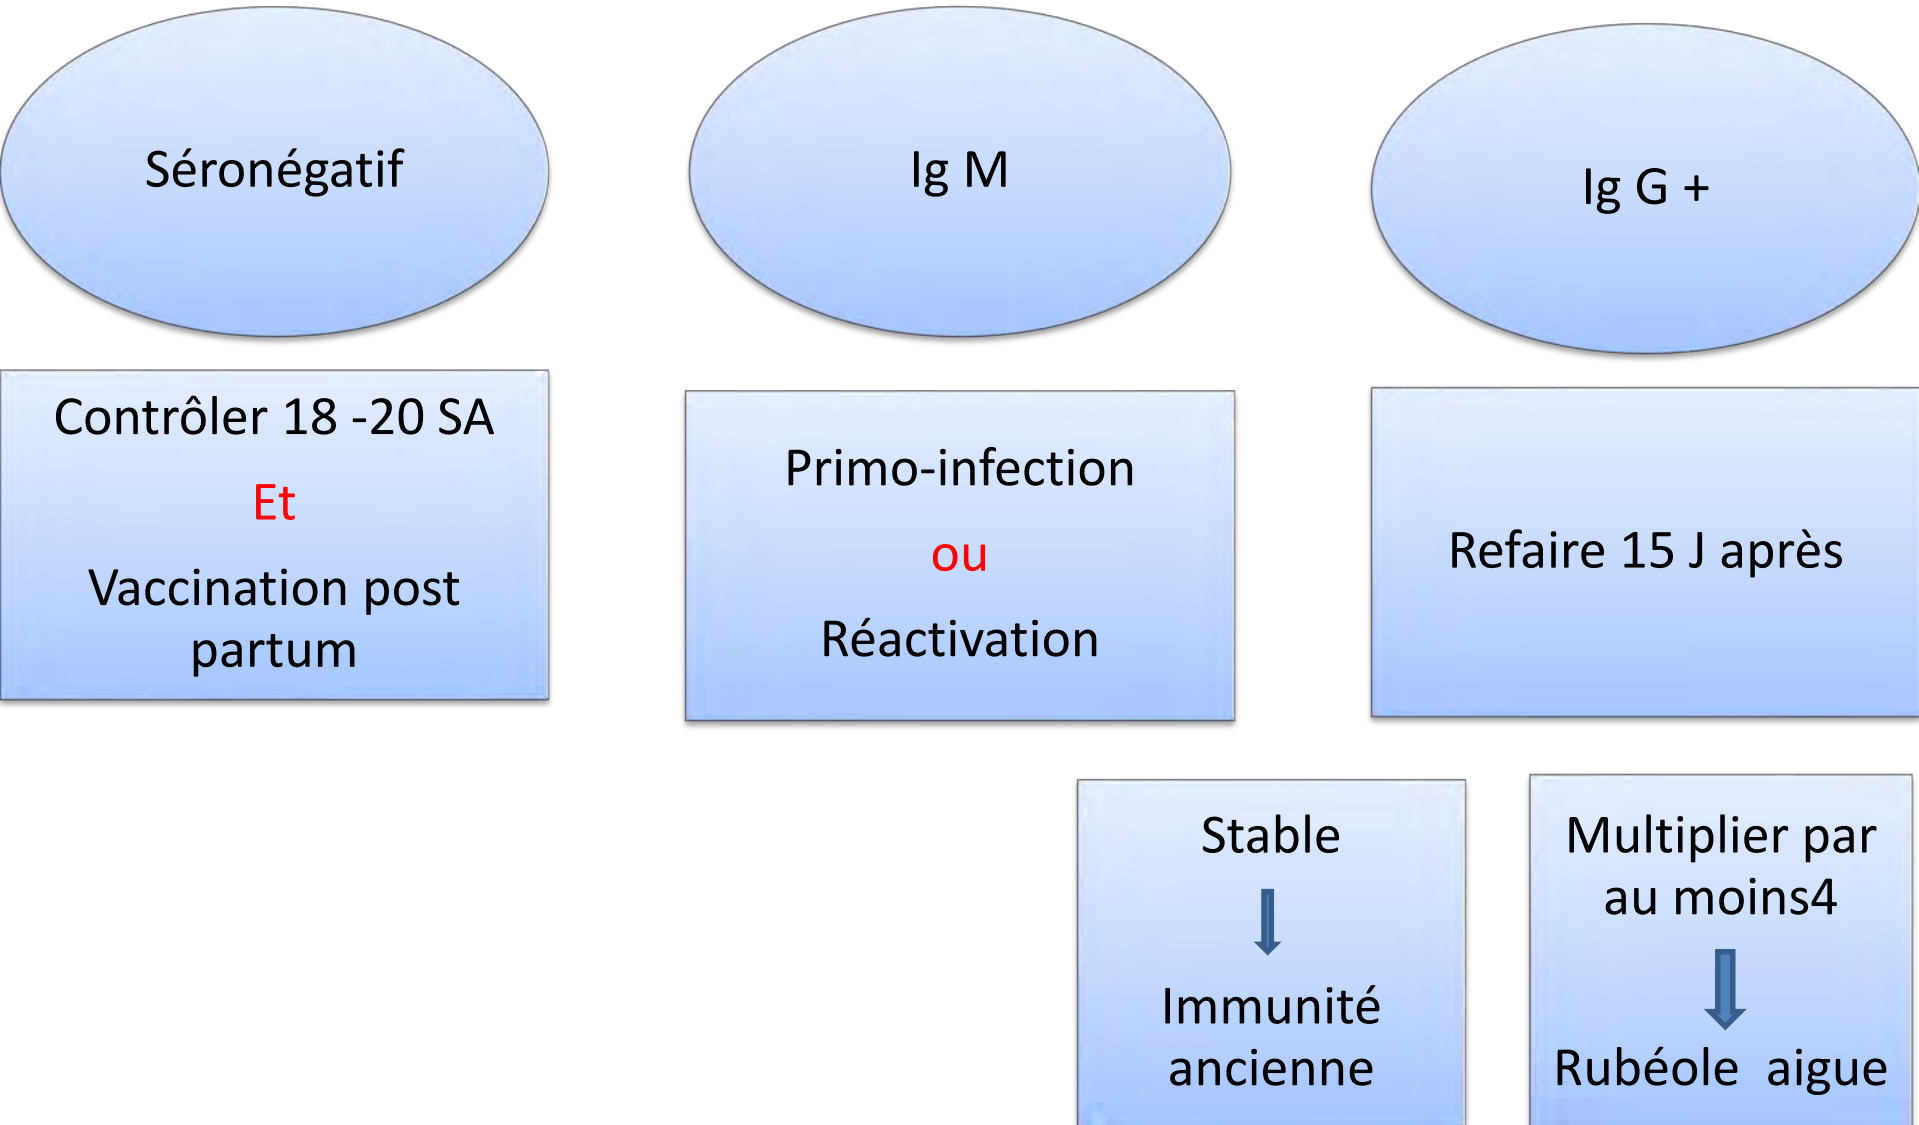 Séronégatif
Ig M
Ig G +
Contrôler 18 -20 SA
Et
Vaccination post
partum
Primo-infection
ou
Réactivation
Refaire 15 J après
Stable
Immunité
ancienne
Multiplier par
au moins4
Rubéole  aigue